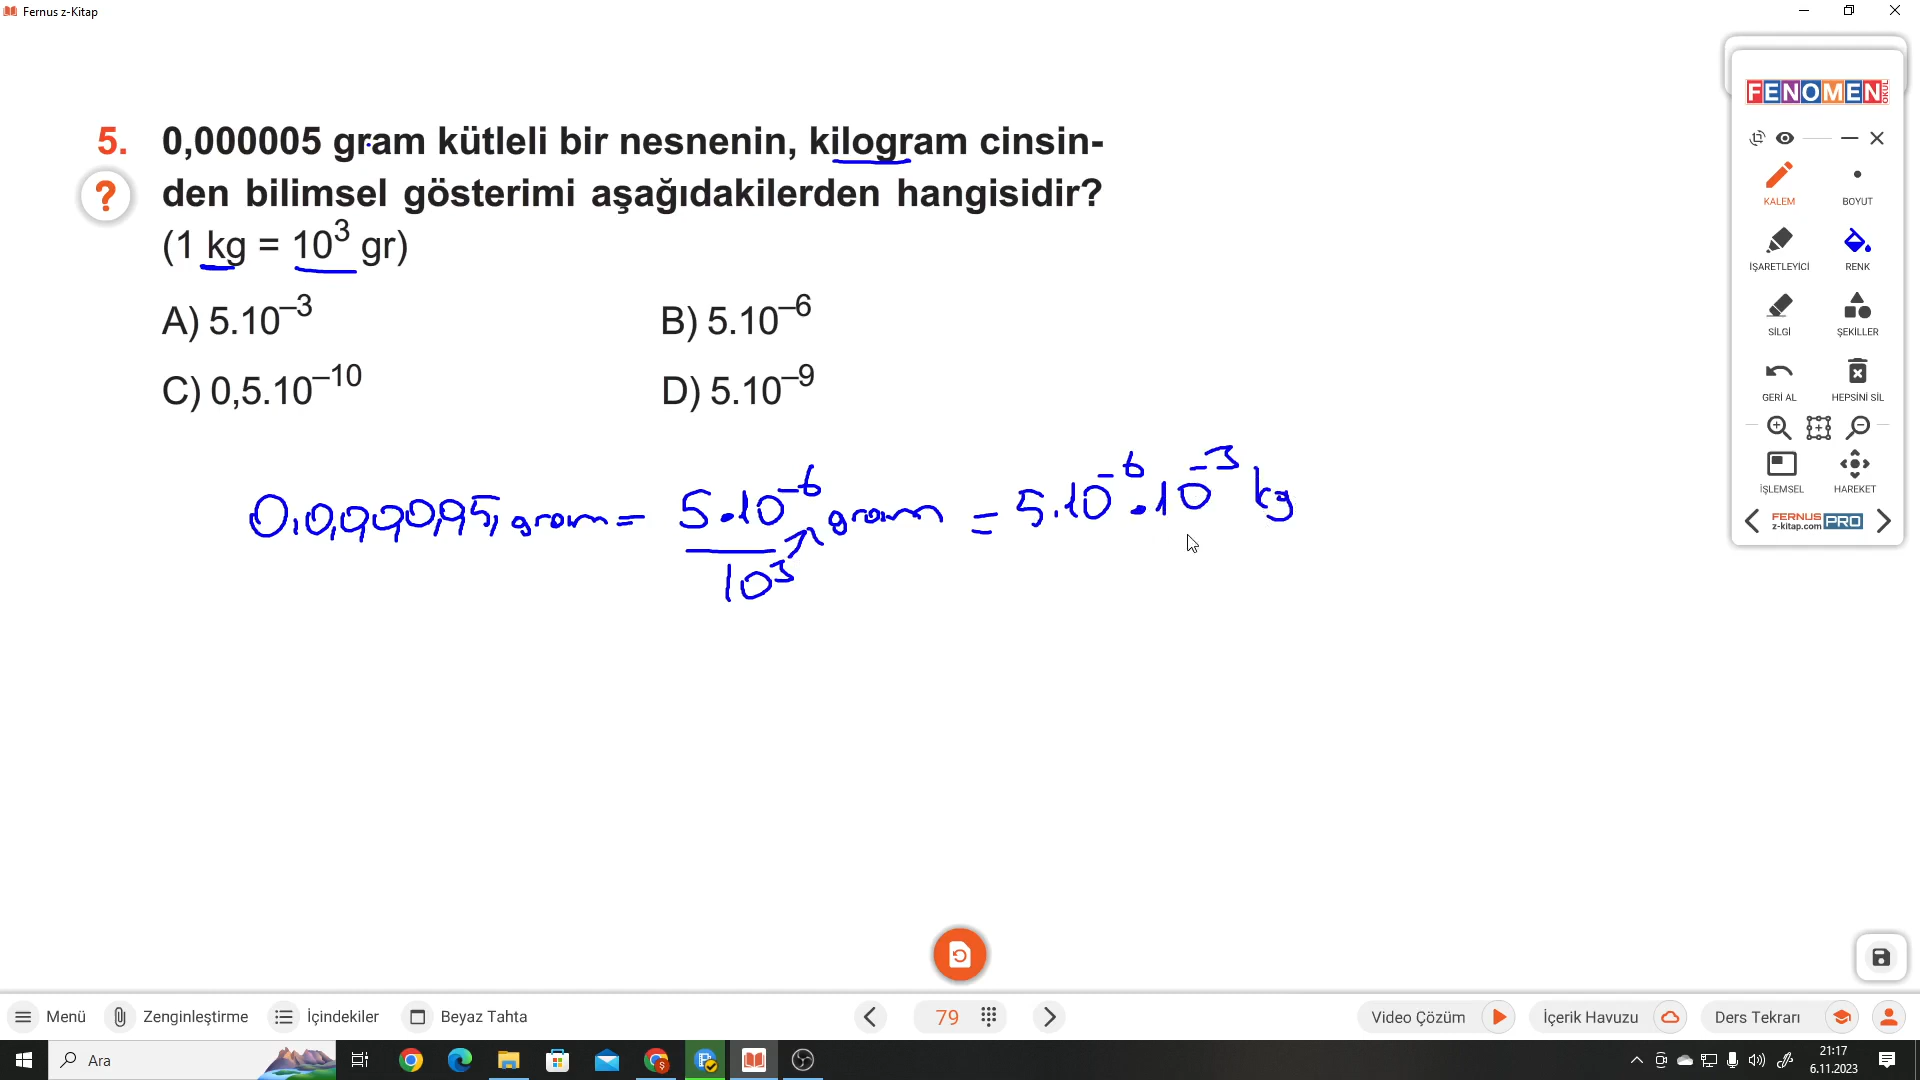 Fernus z-Kitap
5. 0,000005 gram kütleli bir nesnenin, kilogram cinsin-
? den bilimsel gösterimi aşağıdakilerden hangisidir?
(1 kg = 10³ gr)
A) 5.10⁻³ B) 5.10⁻⁶
C) 0,5.10⁻¹⁰ D) 5.10⁻⁹
0,000005 gram = 5.10⁻⁶ gram = 5.10⁻⁶.10⁻³ kg
10³
FENOMEN OKUL
KALEM BOYUT
İŞARETLEYİCİ RENK
SİLGİ ŞEKİLLER
GERİ AL HEPSİNİ SİL
İŞLEMSEL HAREKET
FERNUS
z-kitap.com PRO
Menü Zenginleştirme İçindekiler Beyaz Tahta 79 Video Çözüm İçerik Havuzu Ders Tekrarı
Ara 21:17
6.11.2023